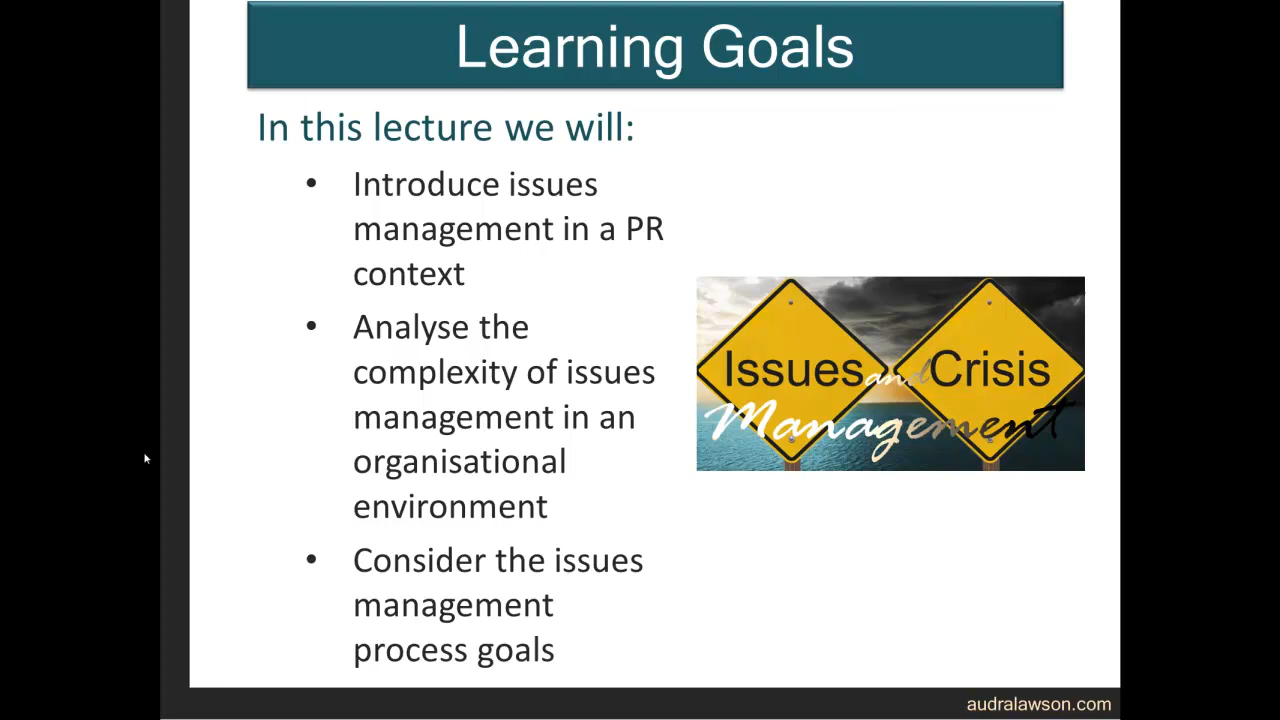 Learning Goals
In this lecture we will:
• Introduce issues
management in a PR
context
• Analyse the
complexity of issues
management in an
organisational
environment
• Consider the issues
management
process goals
Issues and Crisis
Management
audralawson.com